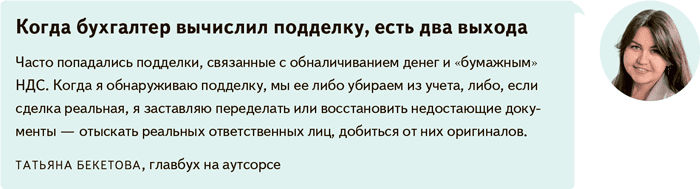 Когда бухгалтер вычислил подделку, есть два выхода
Часто попадались подделки, связанные с обналичиванием денег и «бумажным»
НДС. Когда я обнаруживаю подделку, мы ее либо убираем из учета, либо, если
сделка реальная, я заставляю переделать или восстановить недостающие доку-
менты — отыскать реальных ответственных лиц, добиться от них оригиналов.
ТАТЬЯНА БЕКЕТОВА, главбух на аутсорсе